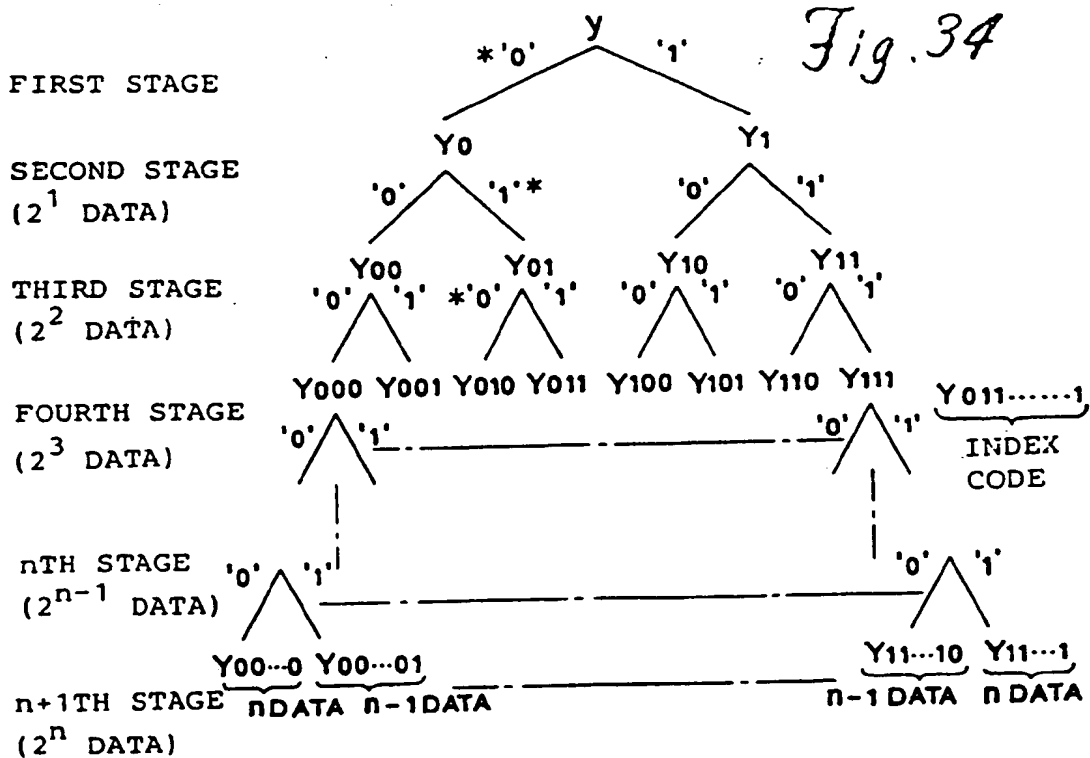 Fig. 34
y
*'0' '1'
FIRST STAGE
Y0 Y1
SECOND STAGE
(2^1 DATA)
'0' '1'* '0' '1'
Y00 Y01 Y10 Y11
THIRD STAGE
(2^2 DATA)
'0' '1' *'0' '1' '0' '1' '0' '1'
Y000 Y001 Y010 Y011 Y100 Y101 Y110 Y111
FOURTH STAGE
(2^3 DATA)
'0' '1' '0' '1'
Y011······1,
INDEX
CODE
nTH STAGE
(2^n-1 DATA)
'0' '1' '0' '1'
Y00···0 Y00···01 Y11···10 Y11···1
n DATA n-1 DATA n-1 DATA n DATA
n+1TH STAGE
(2^n DATA)